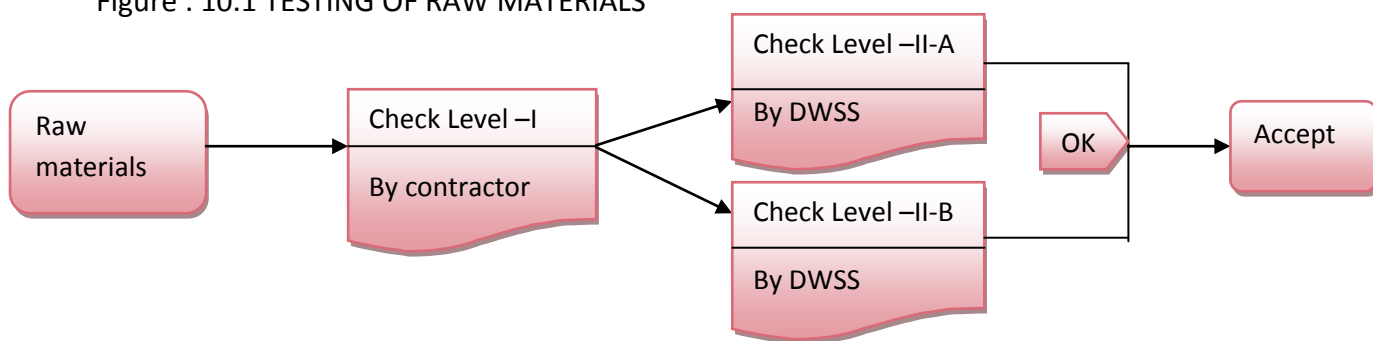 Figure : 10.1 TESTING OF RAW MATERIALS
Raw
materials
Check Level –I
By contractor
Check Level –II-A
By DWSS
Check Level –II-B
By DWSS
OK
Accept